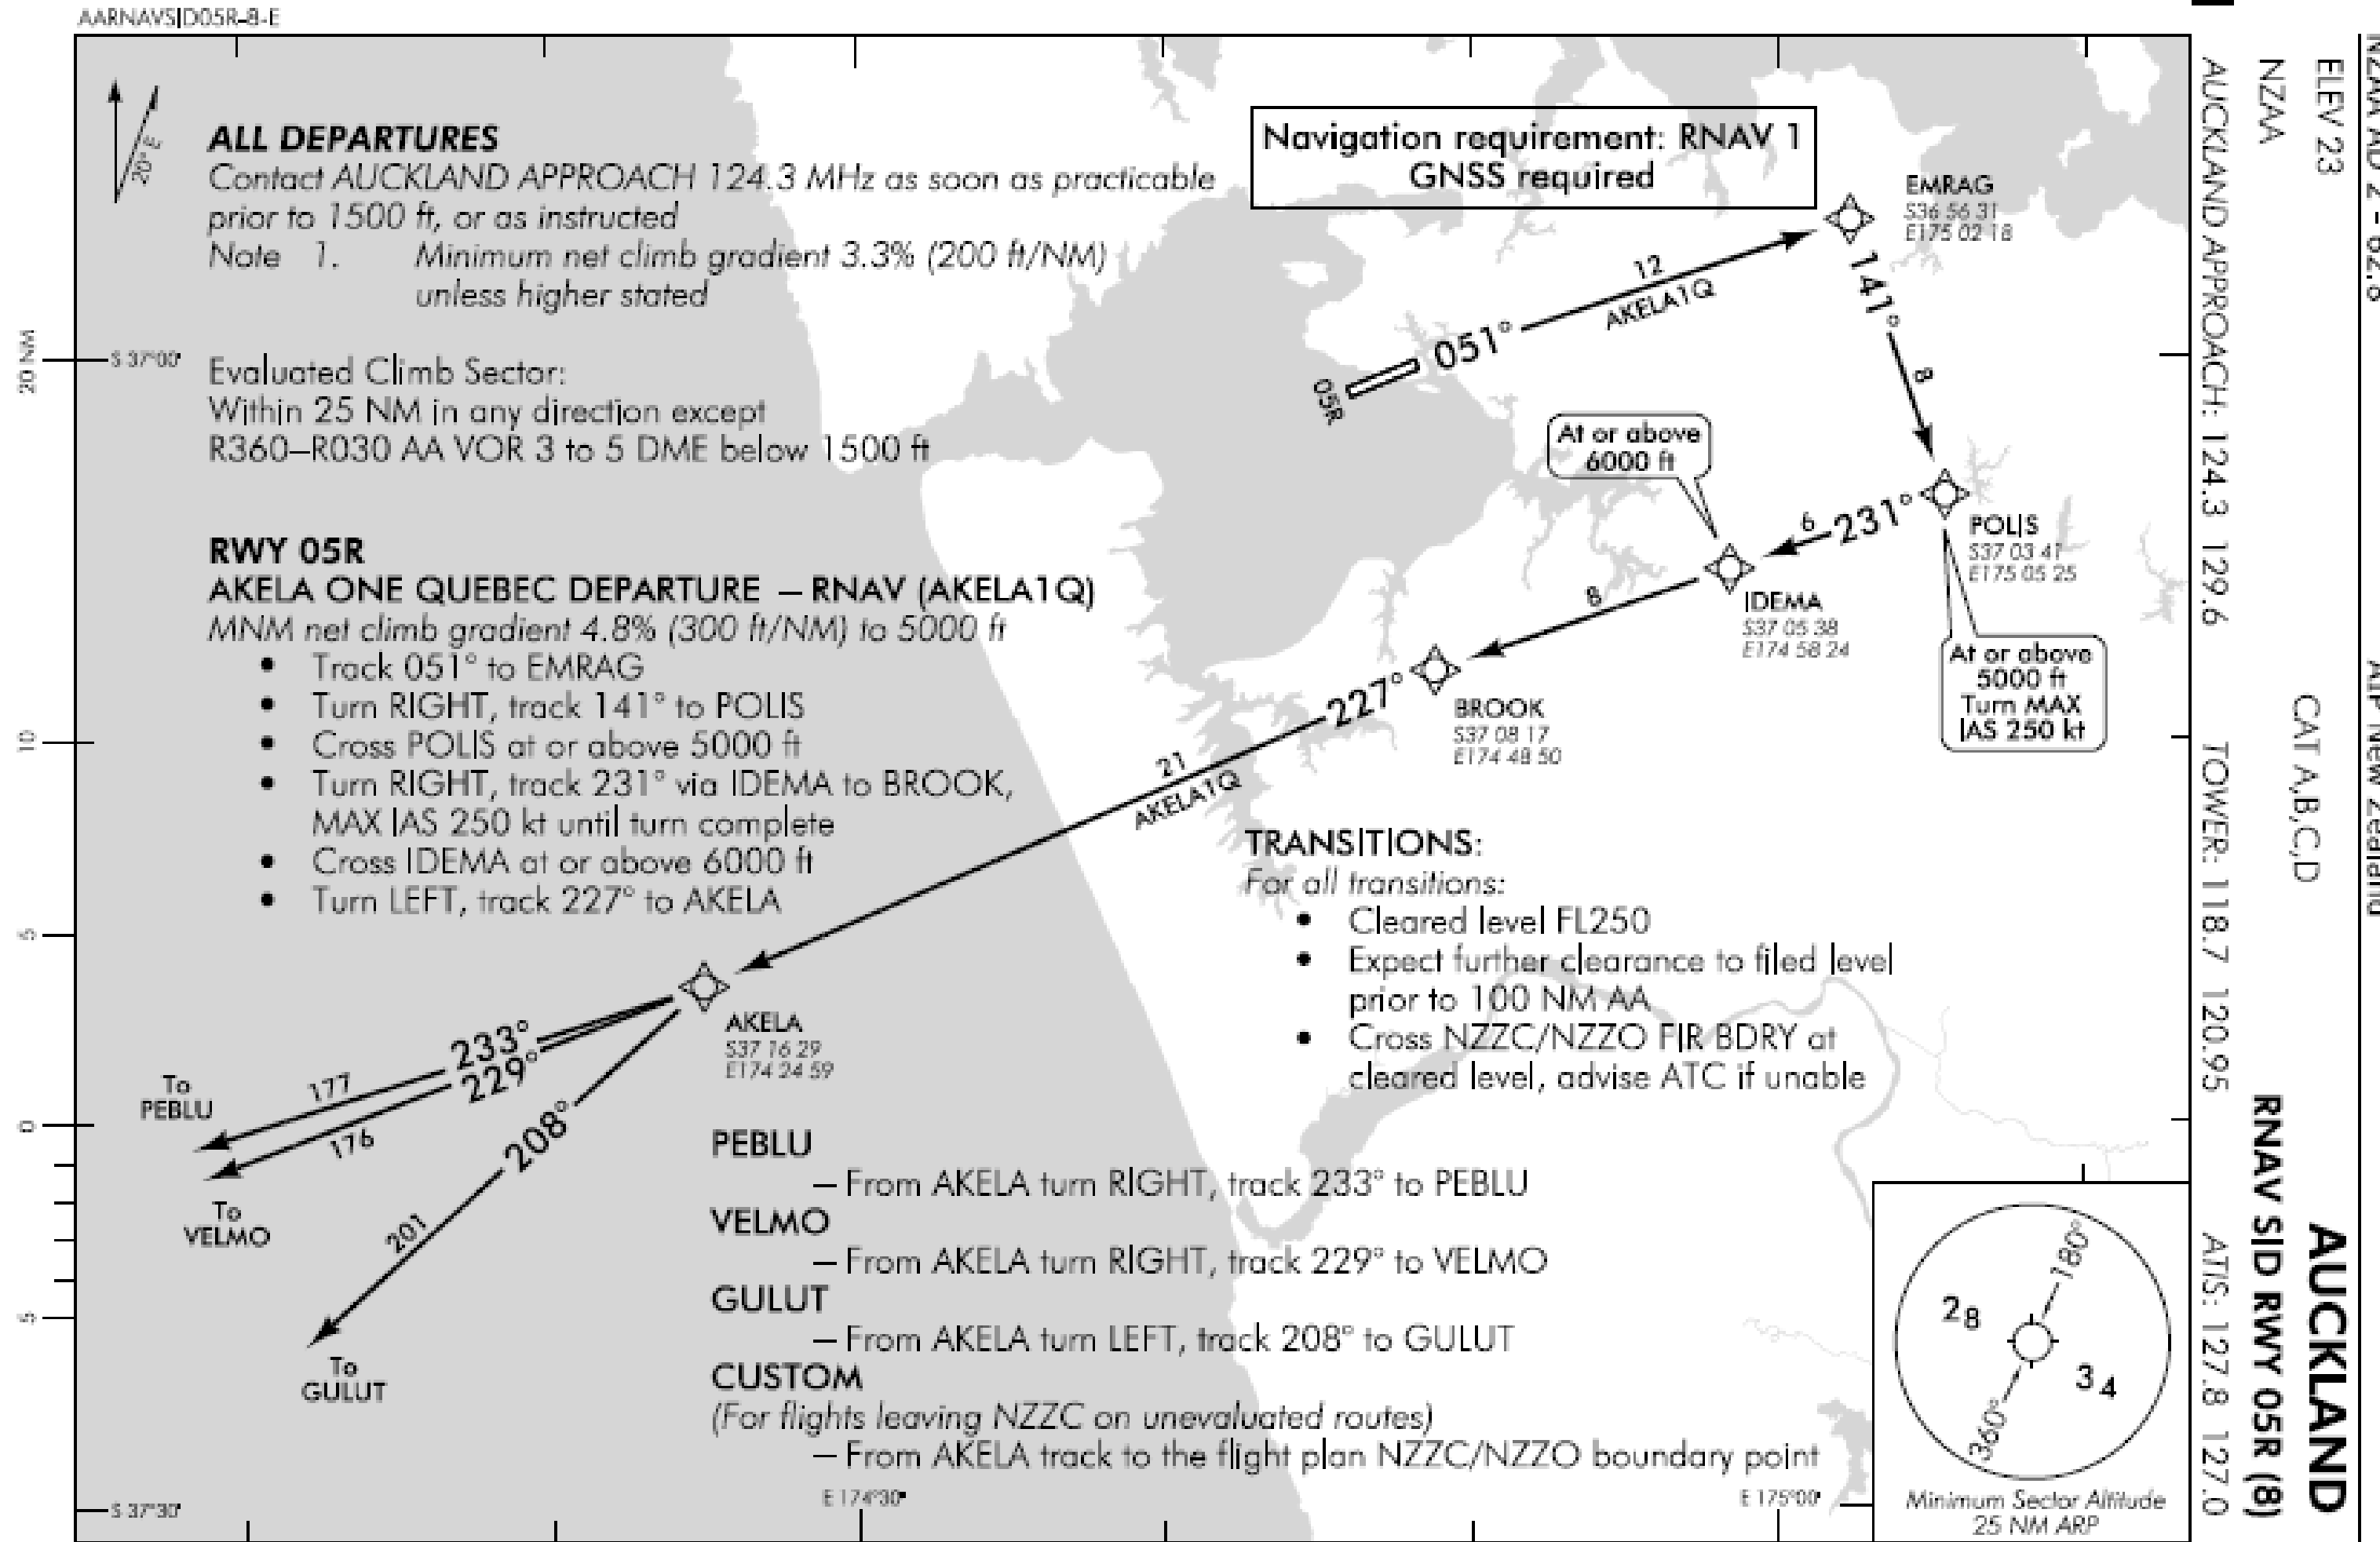 AARNAVSID05R-8-E
20° E
ALL DEPARTURES
Contact AUCKLAND APPROACH 124.3 MHz as soon as practicable
prior to 1500 ft, or as instructed
Note 1. Minimum net climb gradient 3.3% (200 ft/NM)
unless higher stated
Navigation requirement: RNAV 1
GNSS required
EMRAG
S36 56 31
E175 02 18
12
AKELA1Q
051°
05R
141°
8
20 NM
S 37°00'
Evaluated Climb Sector:
Within 25 NM in any direction except
R360–R030 AA VOR 3 to 5 DME below 1500 ft
At or above
6000 ft
6
231°
POLIS
S37 03 41
E175 05 25
RWY 05R
AKELA ONE QUEBEC DEPARTURE – RNAV (AKELA1Q)
MNM net climb gradient 4.8% (300 ft/NM) to 5000 ft
• Track 051° to EMRAG
• Turn RIGHT, track 141° to POLIS
• Cross POLIS at or above 5000 ft
• Turn RIGHT, track 231° via IDEMA to BROOK,
MAX IAS 250 kt until turn complete
• Cross IDEMA at or above 6000 ft
• Turn LEFT, track 227° to AKELA
8
IDEMA
S37 05 38
E174 58 24
At or above
5000 ft
Turn MAX
IAS 250 kt
227°
BROOK
S37 08 17
E174 48 50
10
21
AKELA1Q
TRANSITIONS:
For all transitions:
• Cleared level FL250
• Expect further clearance to filed level
prior to 100 NM AA
• Cross NZZC/NZZO FIR BDRY at
cleared level, advise ATC if unable
5
AKELA
S37 16 29
E174 24 59
233°
229°
208°
177
176
201
To
PEBLU
To
VELMO
To
GULUT
0
5
PEBLU
– From AKELA turn RIGHT, track 233° to PEBLU
VELMO
– From AKELA turn RIGHT, track 229° to VELMO
GULUT
– From AKELA turn LEFT, track 208° to GULUT
CUSTOM
(For flights leaving NZZC on unevaluated routes)
– From AKELA track to the flight plan NZZC/NZZO boundary point
S 37°30'
E 174°30'
E 175°00'
180°
28
34
360°
Minimum Sector Altitude
25 NM ARP
AUCKLAND APPROACH: 124.3 129.6 TOWER: 118.7 120.95 ATIS: 127.8 127.0
NZAA RNAV SID RWY 05R (8)
ELEV 23 CAT A,B,C,D AUCKLAND
NZAA AD 2 - 62.8 AIP New Zealand